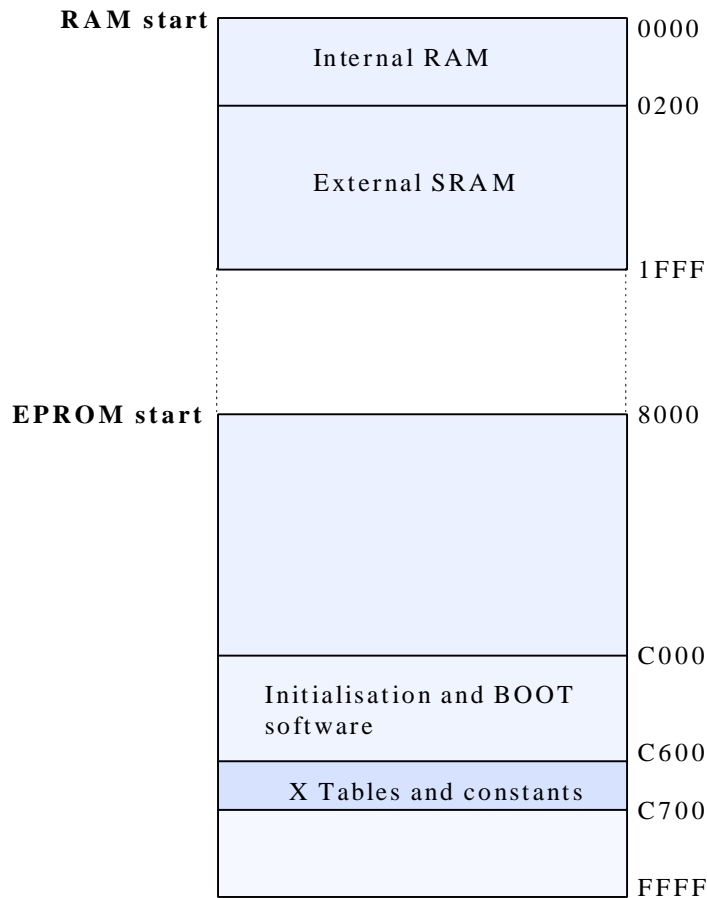 RAM start
0000
Internal RAM
0200
External SRAM
1FFF
EPROM start
8000
C000
Initialisation and BOOT
software
C600
X Tables and constants
C700
FFFF